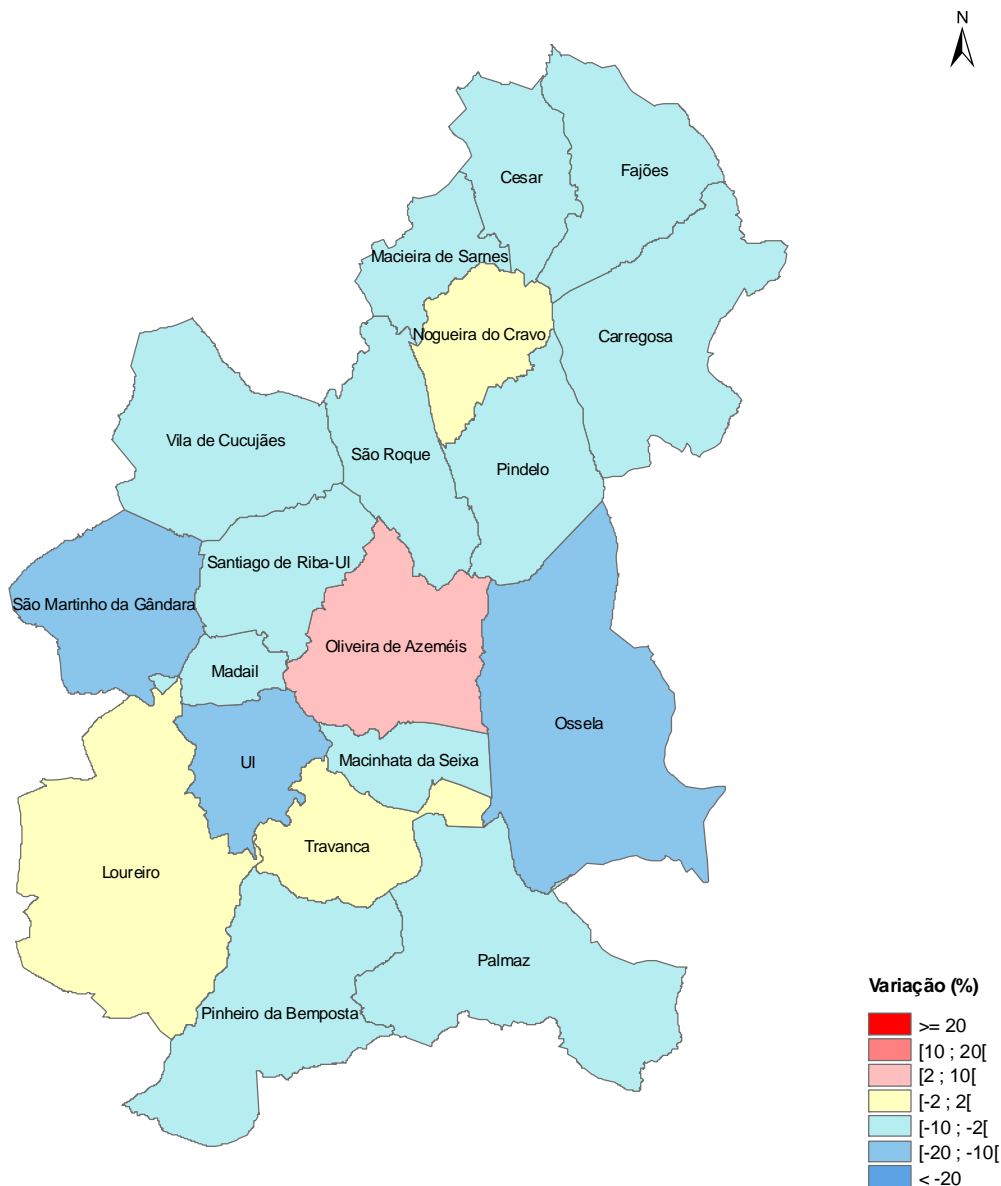 N
Cesar
Fajões
Macieira de Sarnes
Nogueira do Cravo
Carregosa
Vila de Cucujães
São Roque
Pindelo
Santiago de Riba-Ul
São Martinho da Gândara
Oliveira de Azeméis
Madail
Ossela
Ul
Macinhata da Seixa
Travanca
Loureiro
Palmaz
Pinheiro da Bemposta
Variação (%)
>= 20
[10 ; 20[
[2 ; 10[
[-2 ; 2[
[-10 ; -2[
[-20 ; -10[
< -20